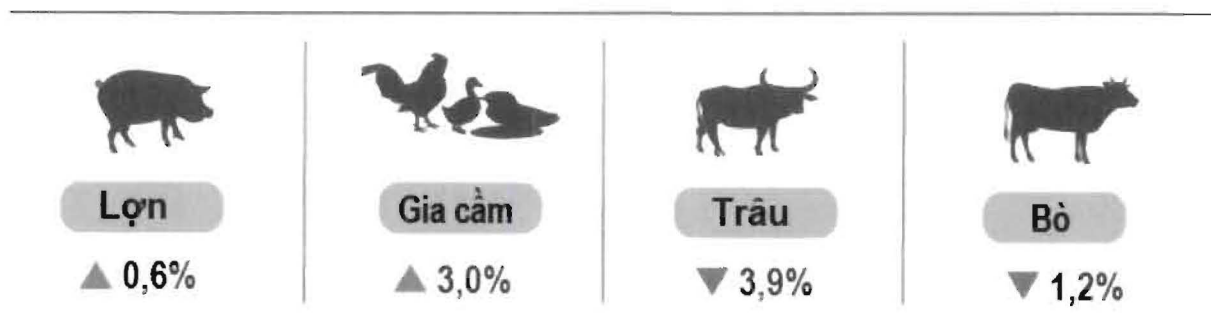 Lợn
▲ 0,6%
Gia cầm
▲ 3,0%
Trâu
▼ 3,9%
Bò
▼ 1,2%